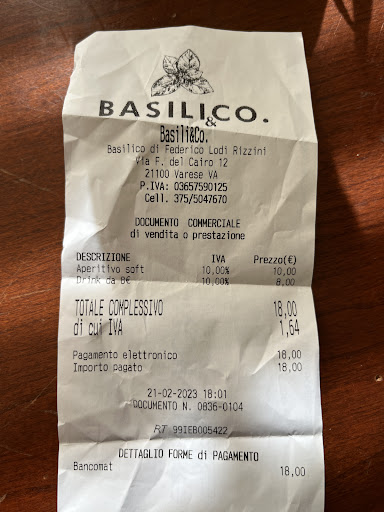 BASILICO.
&
Basili&Co.
Basilico di Federico Lodi Rizzini
Via F. del Cairo 12
21100 Varese VA
P.IVA: 03657590125
Cell. 375/5047670
DOCUMENTO COMMERCIALE
di vendita o prestazione
DESCRIZIONE IVA Prezzo(€)
Aperitivo soft 10,00% 10,00
Drink da 8€ 10,00% 8,00
TOTALE COMPLESSIVO 18,00
di cui IVA 1,64
Pagamento elettronico 18,00
Importo pagato 18,00
21-02-2023 18:01
DOCUMENTO N. 0836-0104
RT 99IEB005422
DETTAGLIO FORME di PAGAMENTO
Bancomat 18,00